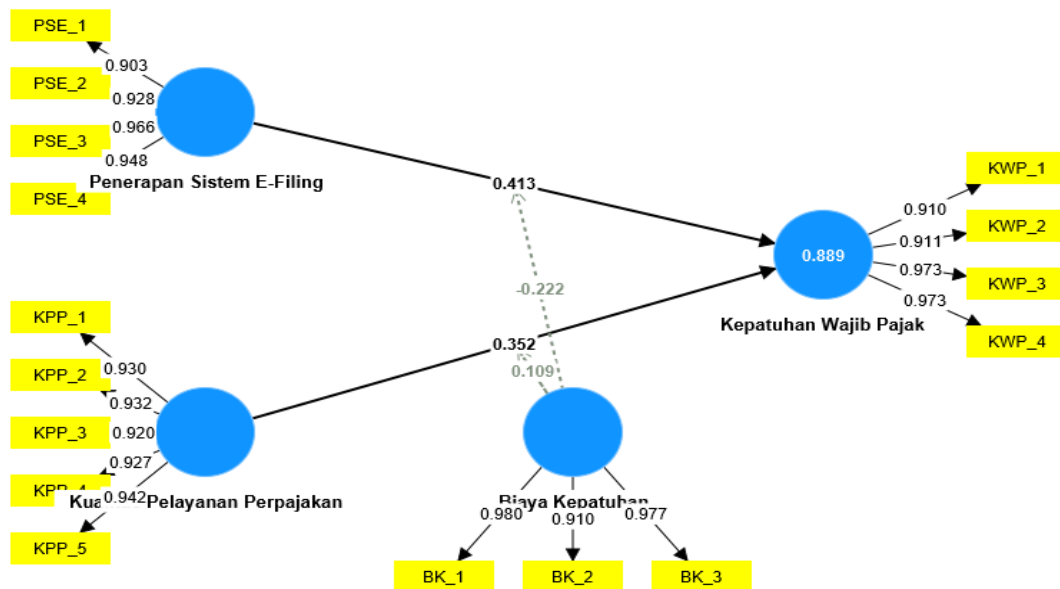 PSE_1
0.903
PSE_2
0.928
0.966
PSE_3
0.948
Penerapan Sistem E-Filing
PSE_4
0.413
KWP_1
0.910
KWP_2
0.911
0.889
0.973
KWP_3
0.973
Kepatuhan Wajib Pajak
KWP_4
-0.222
KPP_1
0.352
0.109
0.930
KPP_2
0.932
KPP_3
0.920
0.927
0.942
Pelayanan Perpajakan
Biaya Kepatuhan
KPP_5
0.980
0.910
0.977
BK_1
BK_2
BK_3